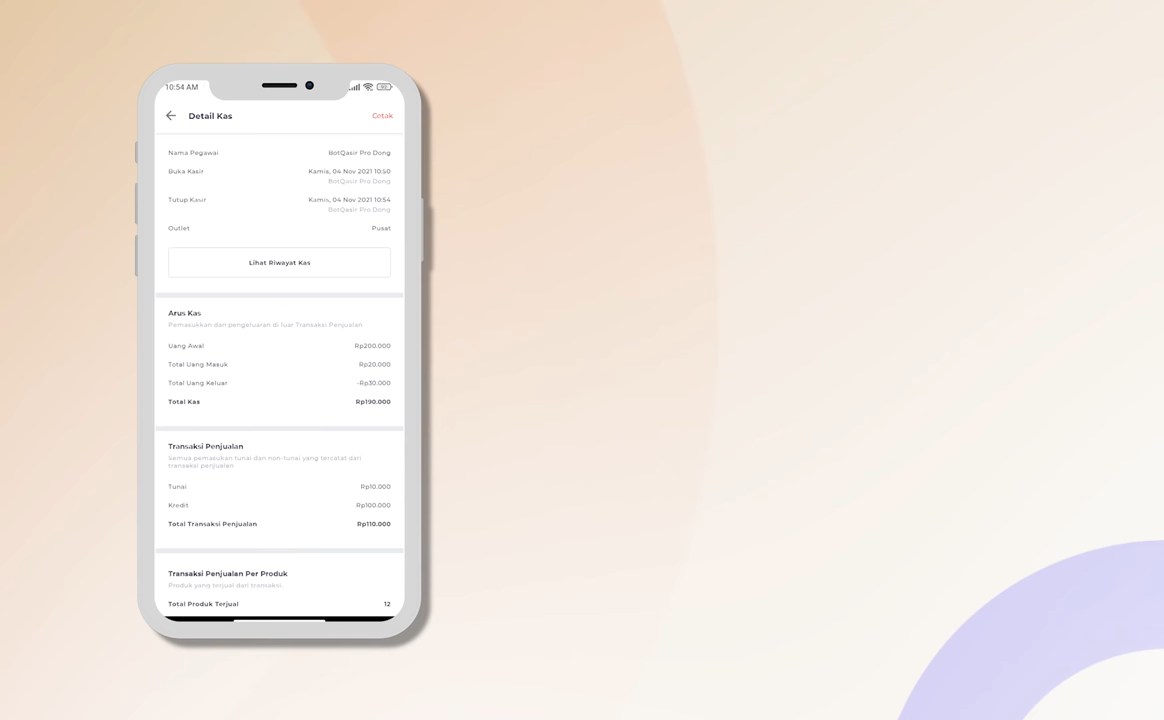 10:54 AM
Detail Kas
Cetak
Nama Pegawai BotQasir Pro Dong
Buka Kasir Kamis, 04 Nov 2021 10:50
BotQasir Pro Dong
Tutup Kasir Kamis, 04 Nov 2021 10:54
BotQasir Pro Dong
Outlet Pusat
Lihat Riwayat Kas
Arus Kas
Pemasukkan dan pengeluaran di luar Transaksi Penjualan
Uang Awal Rp200.000
Total Uang Masuk Rp20.000
Total Uang Keluar -Rp30.000
Total Kas Rp190.000
Transaksi Penjualan
Semua pemasukan tunai dan non-tunai yang tercatat dari
transaksi penjualan
Tunai Rp10.000
Kredit Rp100.000
Total Transaksi Penjualan Rp110.000
Transaksi Penjualan Per Produk
Produk yang terjual dari transaksi.
Total Produk Terjual 12